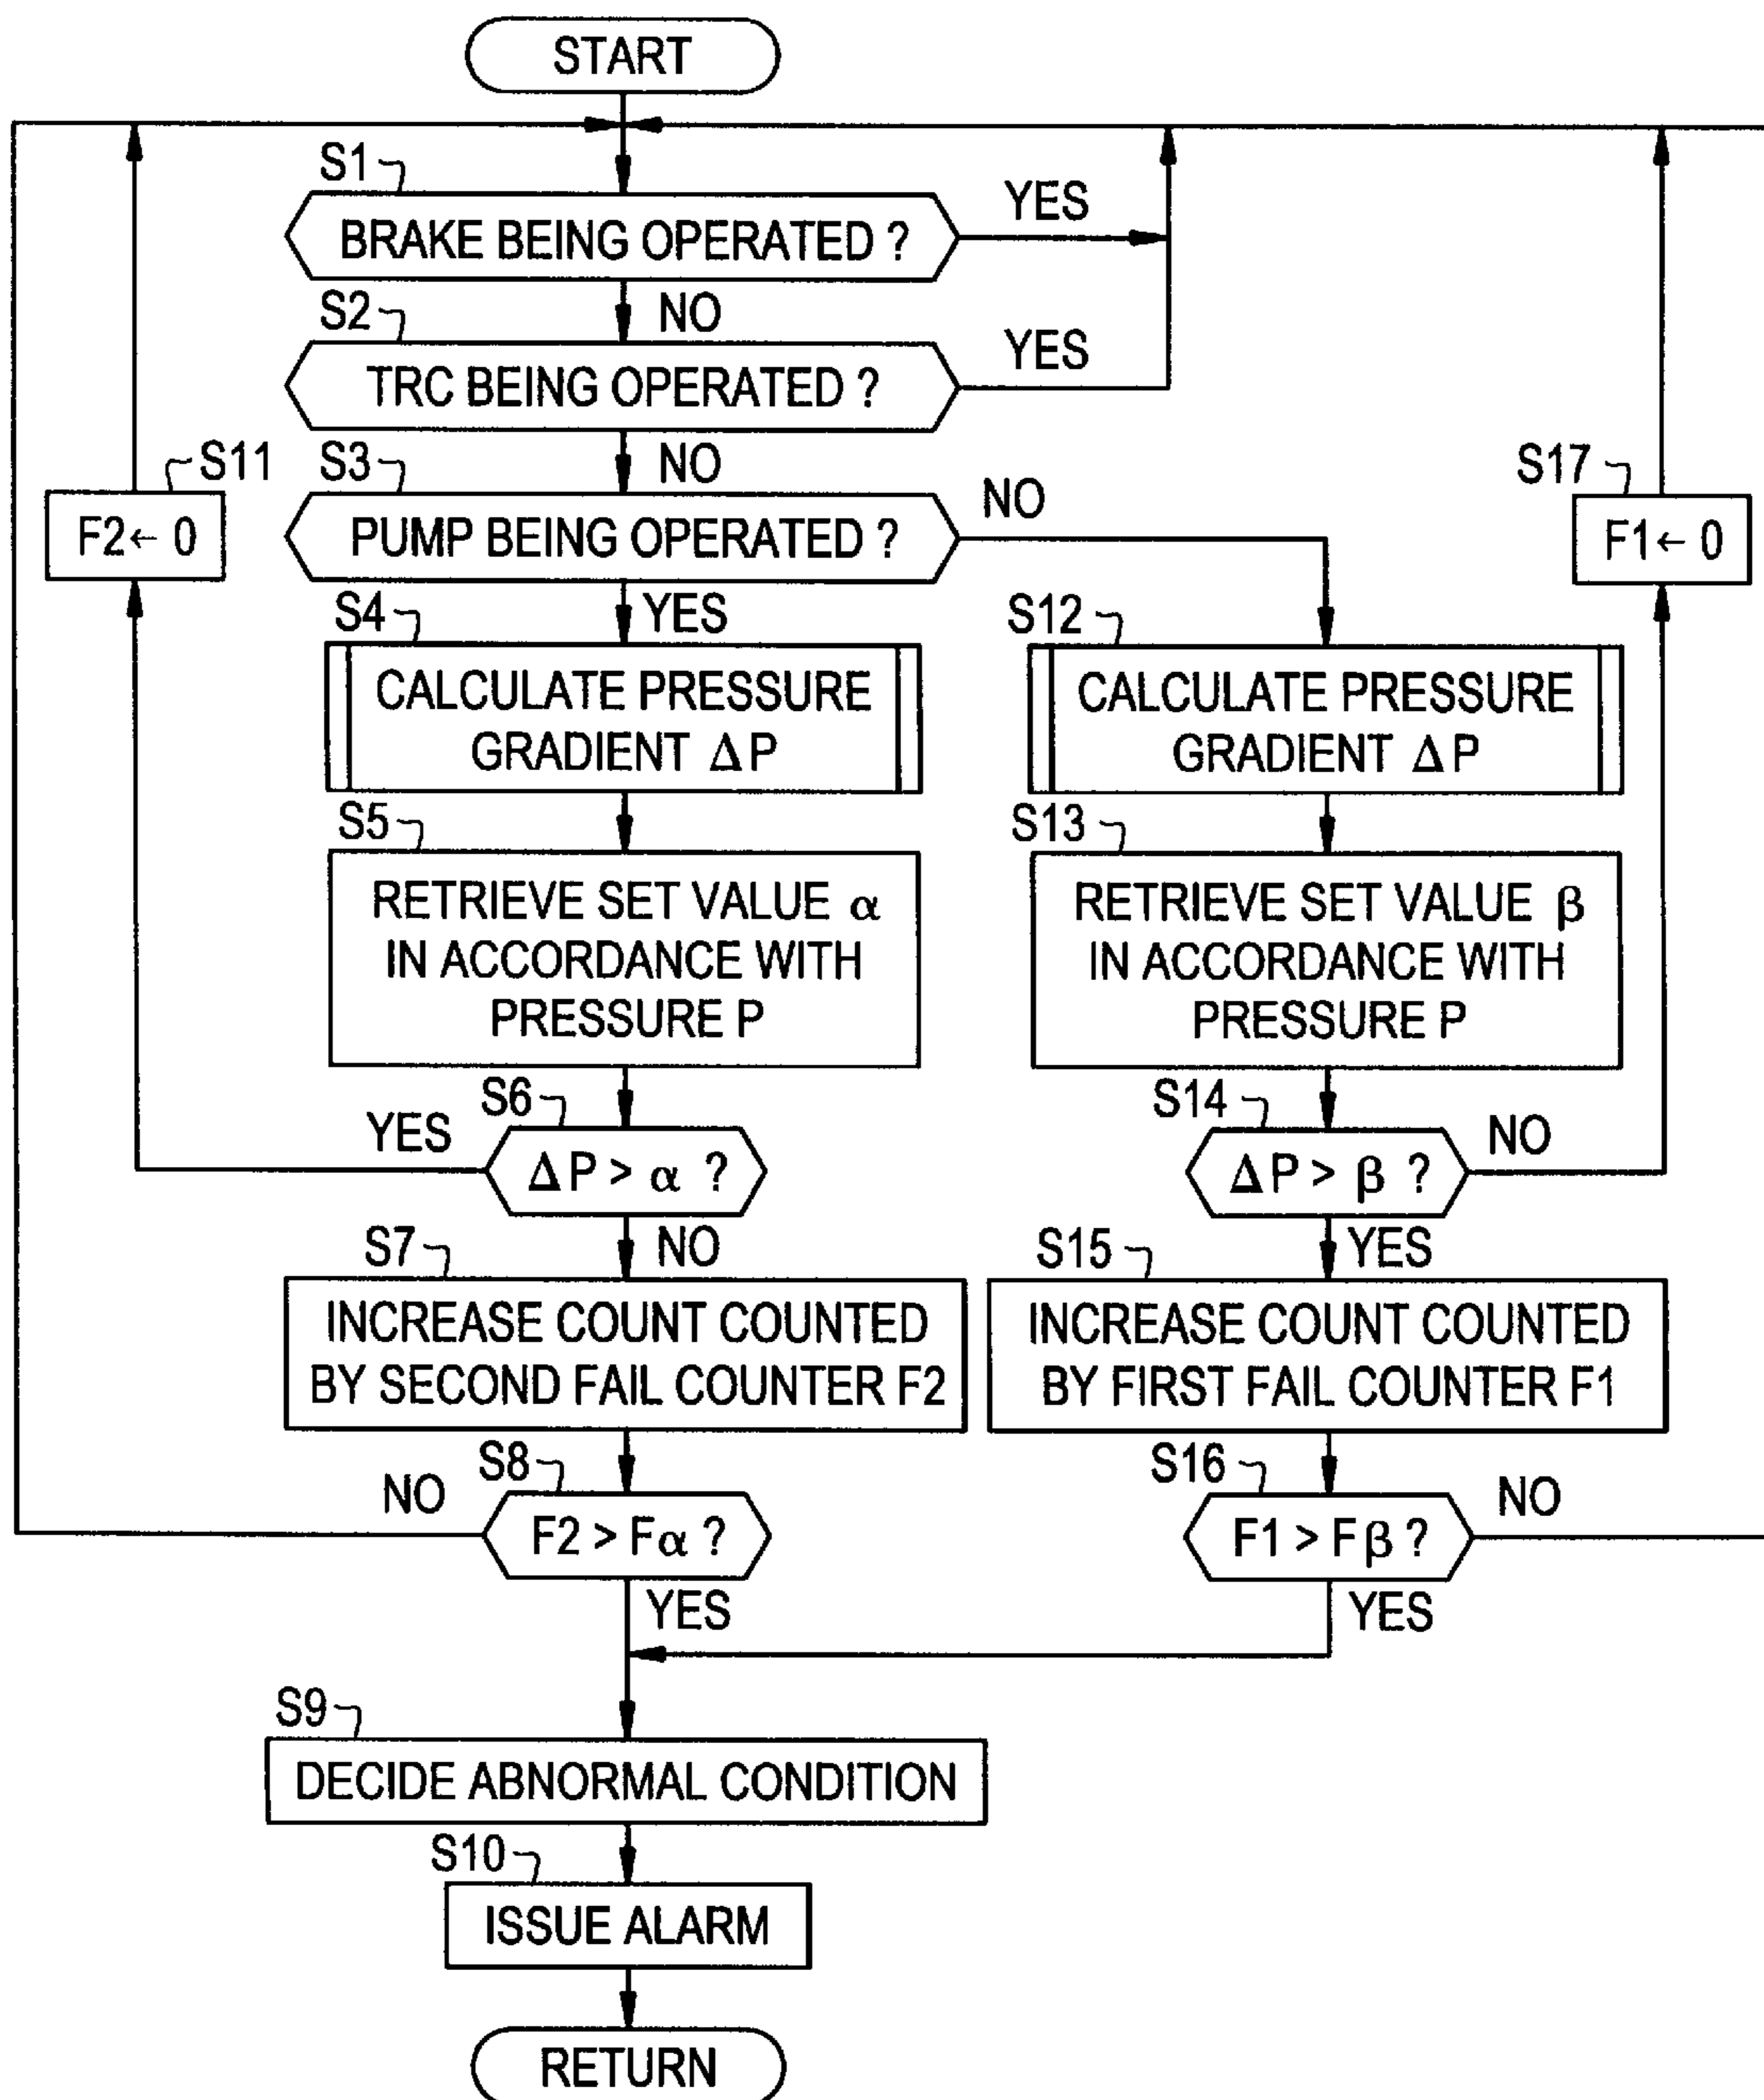 START
S1
BRAKE BEING OPERATED ?
YES
NO
S2
TRC BEING OPERATED ?
YES
NO
S3
PUMP BEING OPERATED ?
NO
YES
S11
F2← 0
S17
F1← 0
S4
CALCULATE PRESSURE
GRADIENT ΔP
S12
CALCULATE PRESSURE
GRADIENT ΔP
S5
RETRIEVE SET VALUE α
IN ACCORDANCE WITH
PRESSURE P
S13
RETRIEVE SET VALUE β
IN ACCORDANCE WITH
PRESSURE P
S6
ΔP > α ?
YES
NO
S14
ΔP > β ?
NO
YES
S7
INCREASE COUNT COUNTED
BY SECOND FAIL COUNTER F2
S15
INCREASE COUNT COUNTED
BY FIRST FAIL COUNTER F1
S8
F2 > Fα ?
NO
YES
S16
F1 > Fβ ?
NO
YES
S9
DECIDE ABNORMAL CONDITION
S10
ISSUE ALARM
RETURN